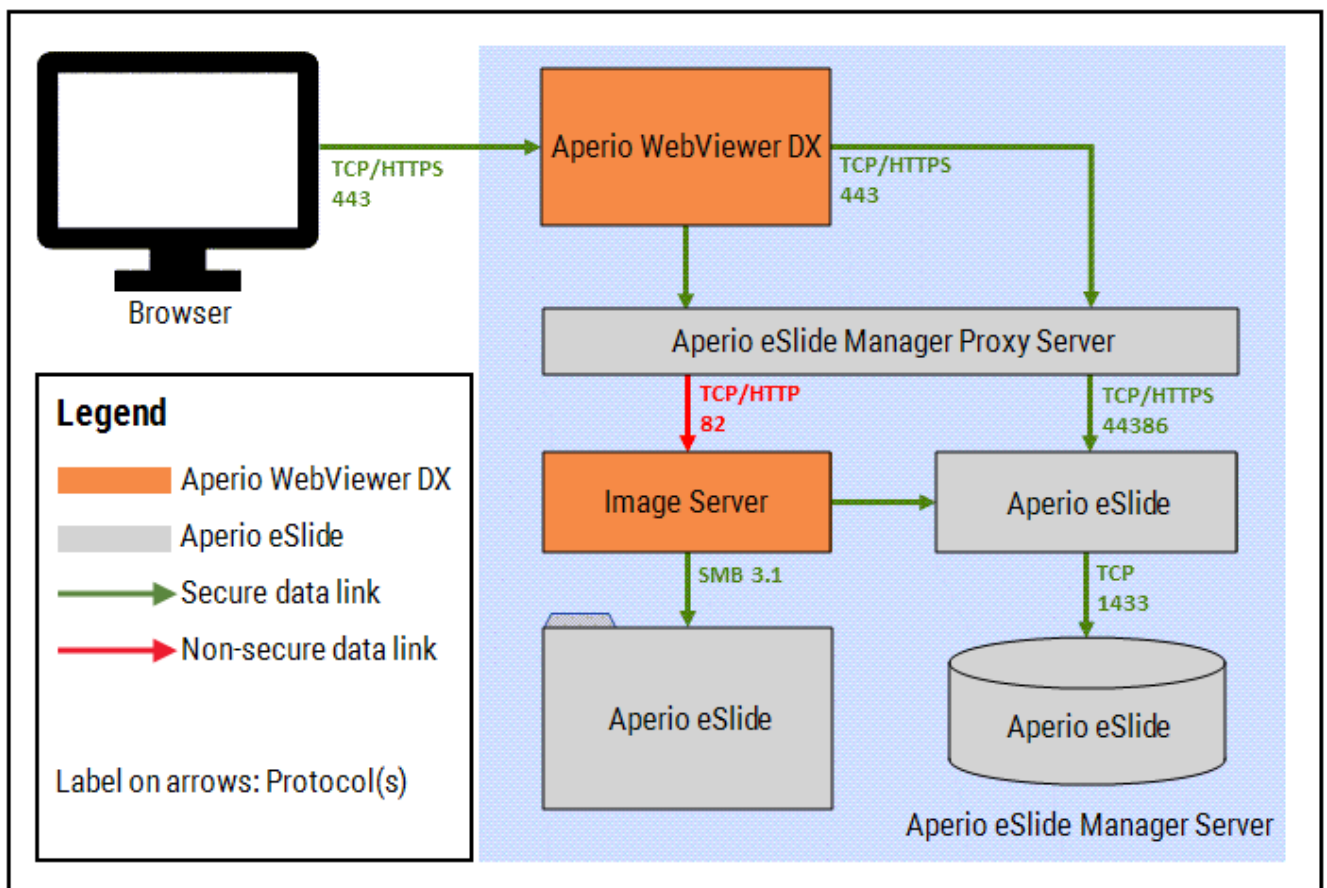 Aperio WebViewer DX
TCP/HTTPS
443
TCP/HTTPS
443
Browser
Aperio eSlide Manager Proxy Server
TCP/HTTP
82
TCP/HTTPS
44386
Image Server
Aperio eSlide
SMB 3.1
TCP
1433
Aperio eSlide
Aperio eSlide
Aperio eSlide Manager Server
Legend
Aperio WebViewer DX
Aperio eSlide
Secure data link
Non-secure data link
Label on arrows: Protocol(s)